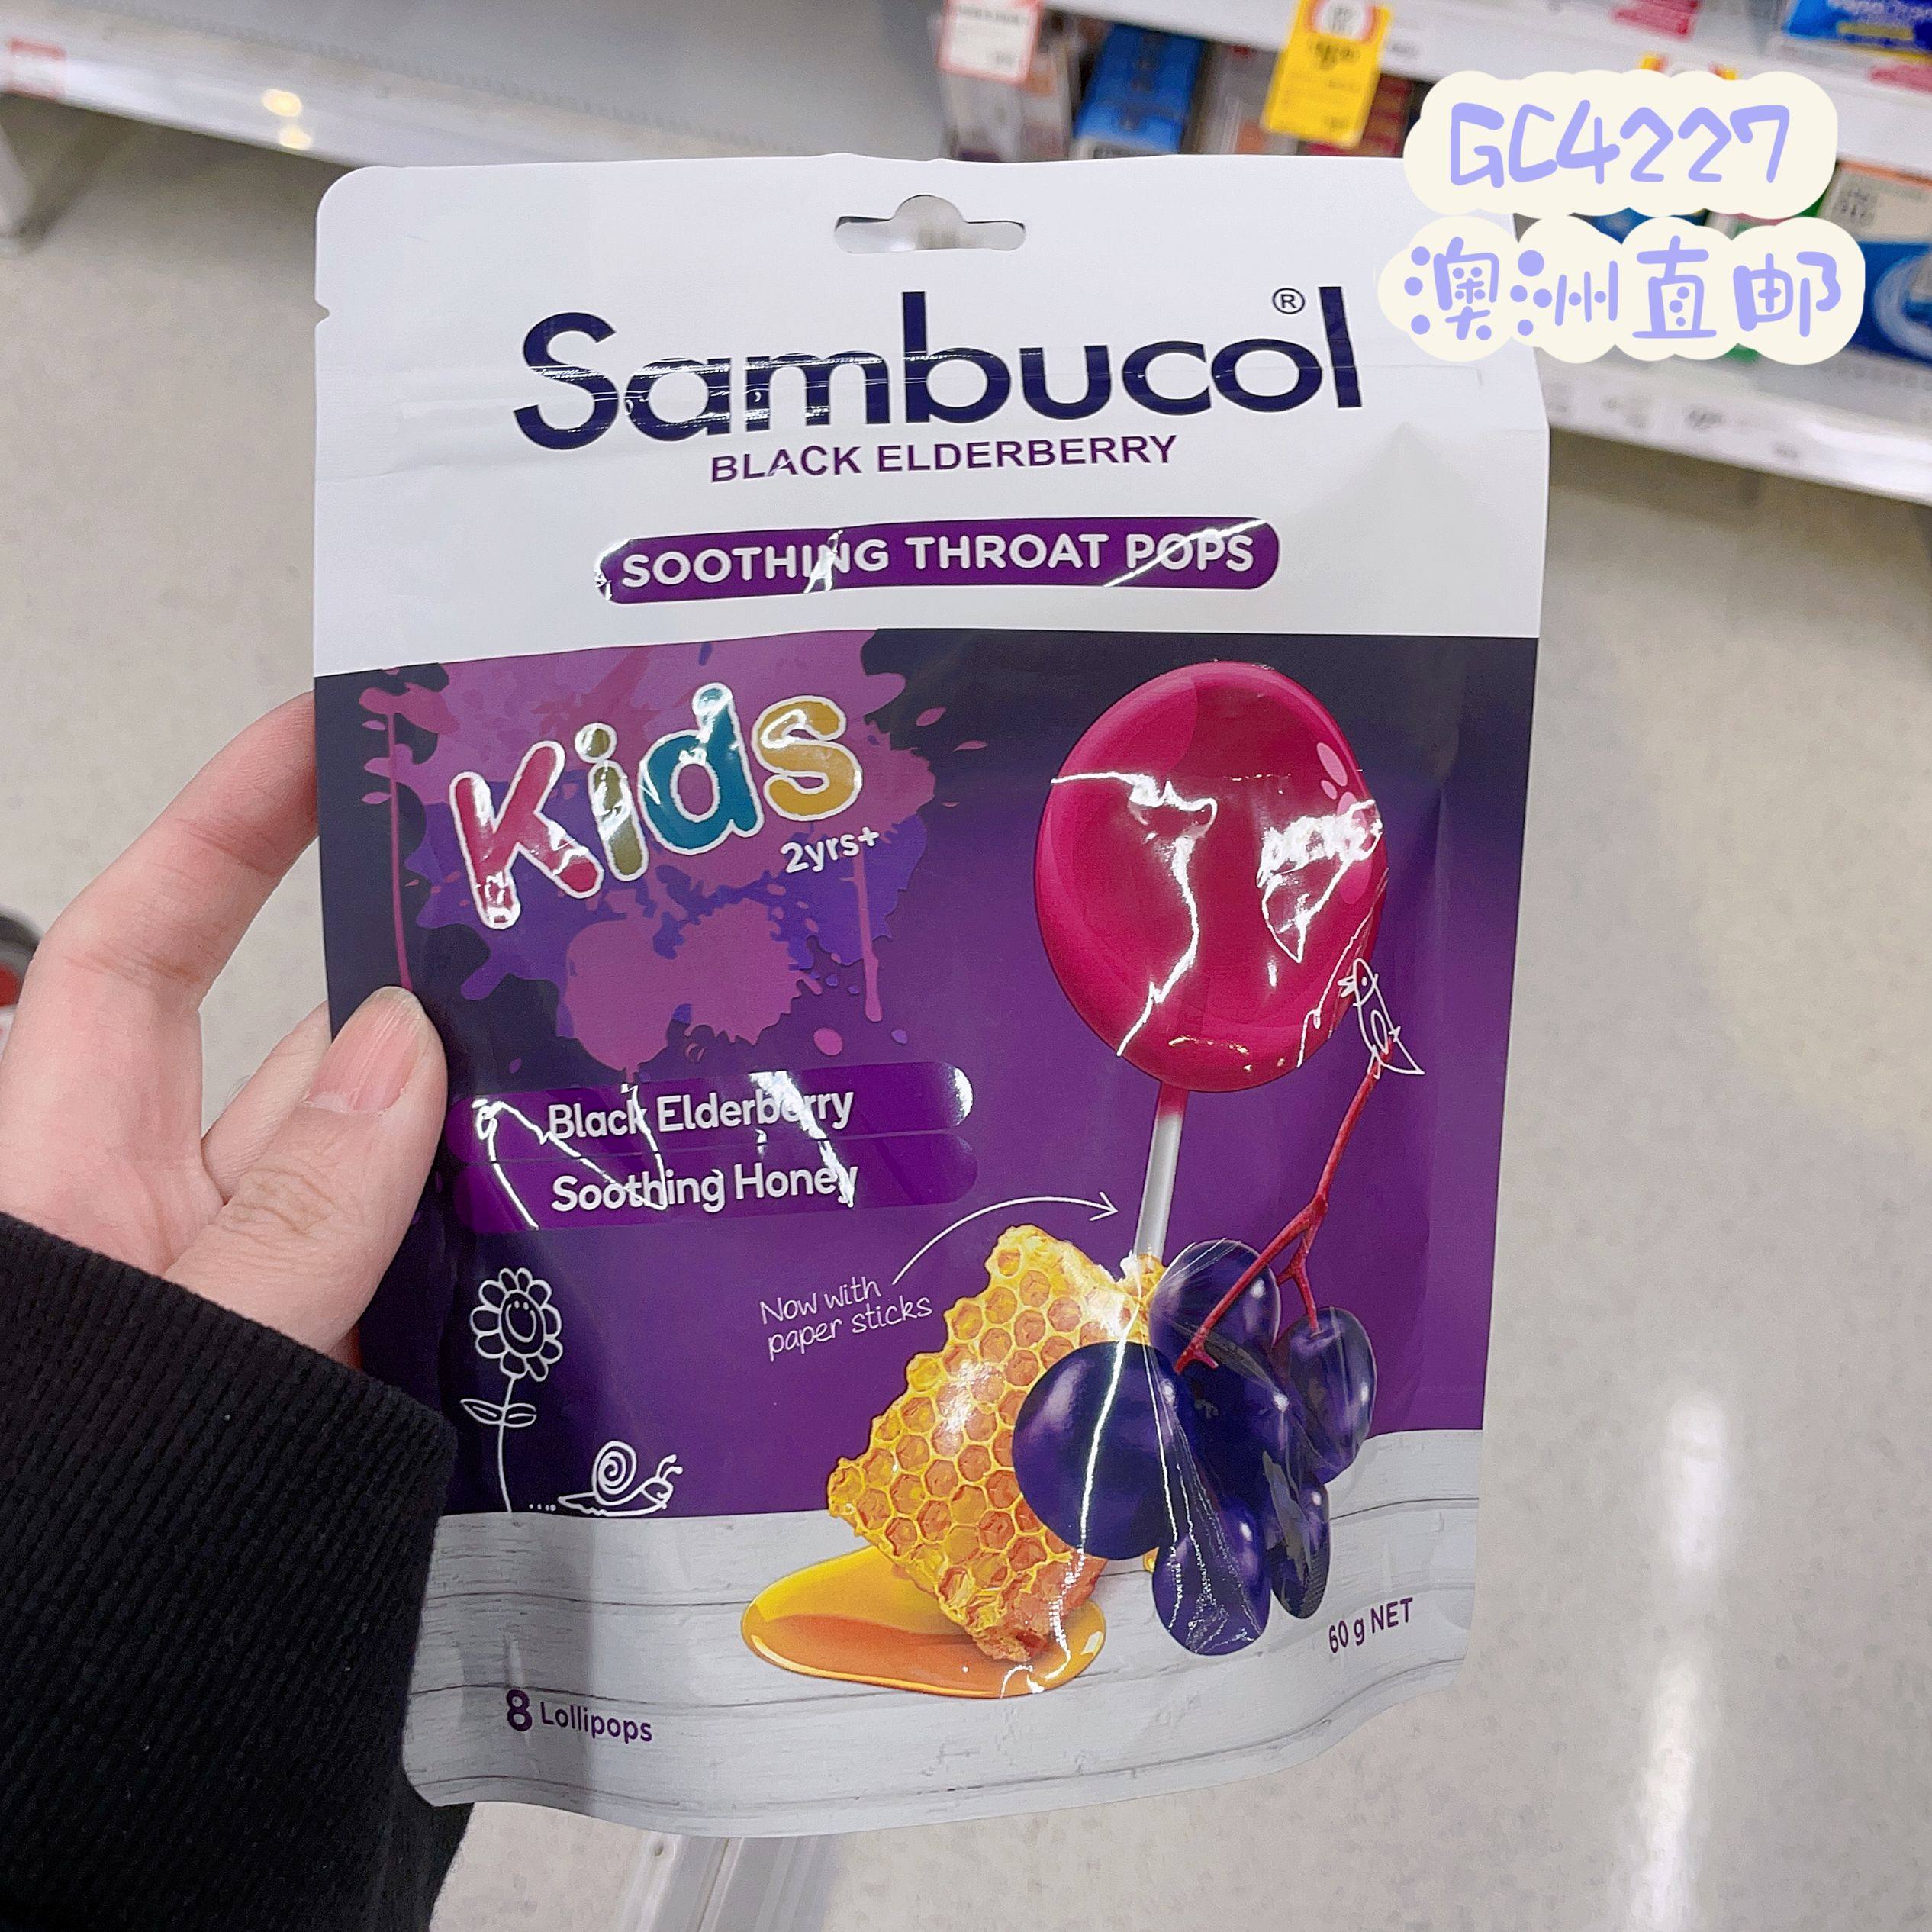 GC4227
澳洲直邮
Sambucol®
BLACK ELDERBERRY
SOOTHING THROAT POPS
Kids
2yrs+
Black Elderberry
Soothing Honey
Now with
paper sticks
60 g NET
8 Lollipops